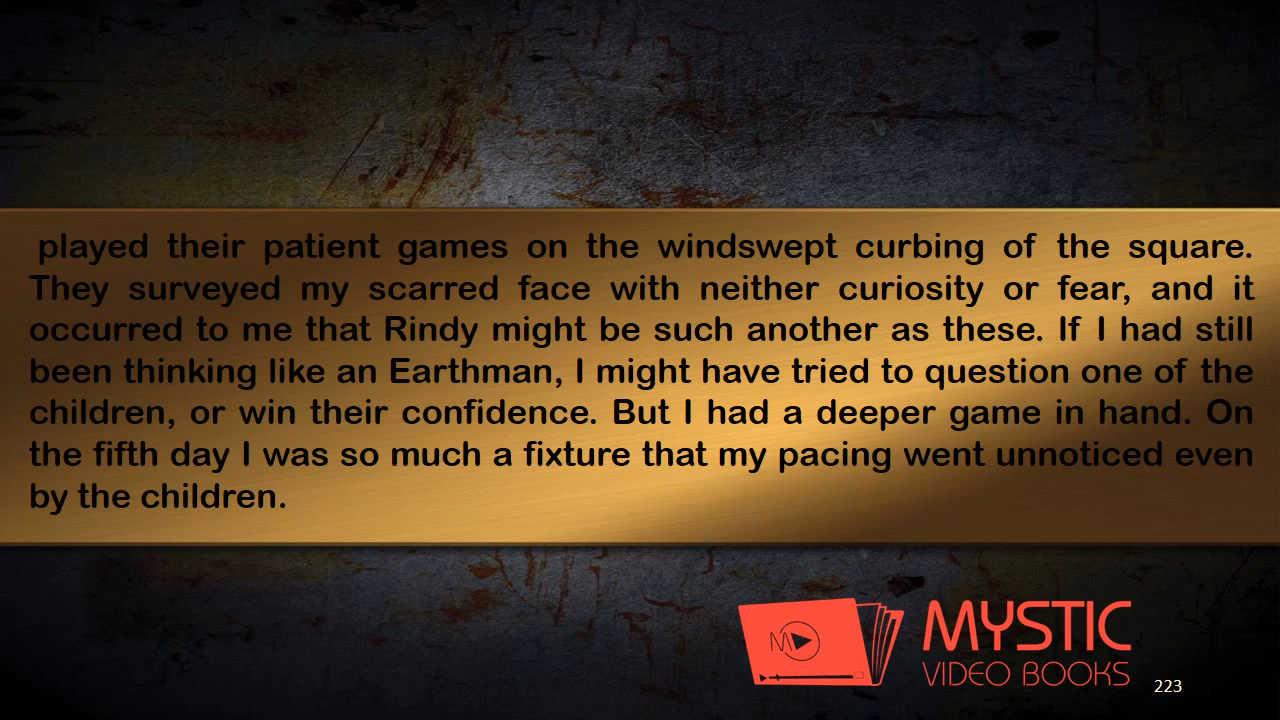 played their patient games on the windswept curbing of the square.
They surveyed my scarred face with neither curiosity or fear, and it
occurred to me that Rindy might be such another as these. If I had still
been thinking like an Earthman, I might have tried to question one of the
children, or win their confidence. But I had a deeper game in hand. On
the fifth day I was so much a fixture that my pacing went unnoticed even
by the children.
MYSTIC
VIDEO BOOKS
223